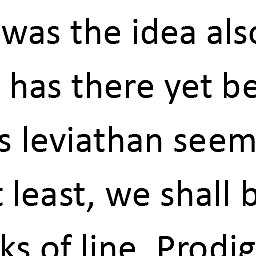 was the idea also
has there yet be
s leviathan seem
t least, we shall b
ks of line. Prodig